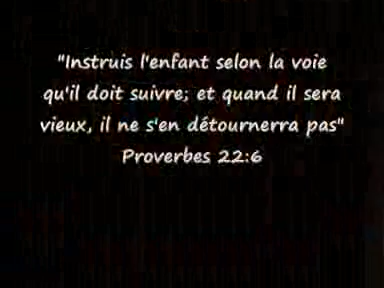 "Instruis l'enfant selon la voie
qu'il doit suivre; et quand il sera
vieux, il ne s'en détournerra pas"
Proverbes 22:6